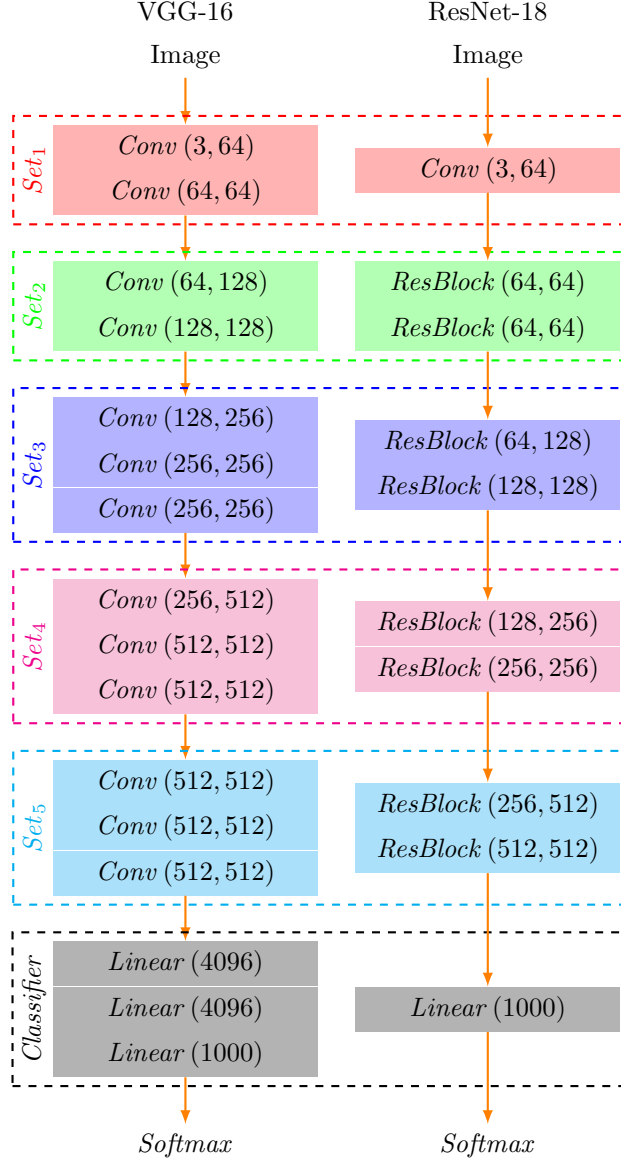 VGG-16 ResNet-18
Image Image
Set1
Conv (3, 64)
Conv (64, 64)
Conv (3, 64)
Set2
Conv (64, 128)
Conv (128, 128)
ResBlock (64, 64)
ResBlock (64, 64)
Set3
Conv (128, 256)
Conv (256, 256)
Conv (256, 256)
ResBlock (64, 128)
ResBlock (128, 128)
Set4
Conv (256, 512)
Conv (512, 512)
Conv (512, 512)
ResBlock (128, 256)
ResBlock (256, 256)
Set5
Conv (512, 512)
Conv (512, 512)
Conv (512, 512)
ResBlock (256, 512)
ResBlock (512, 512)
Classifier
Linear (4096)
Linear (4096)
Linear (1000)
Linear (1000)
Softmax Softmax